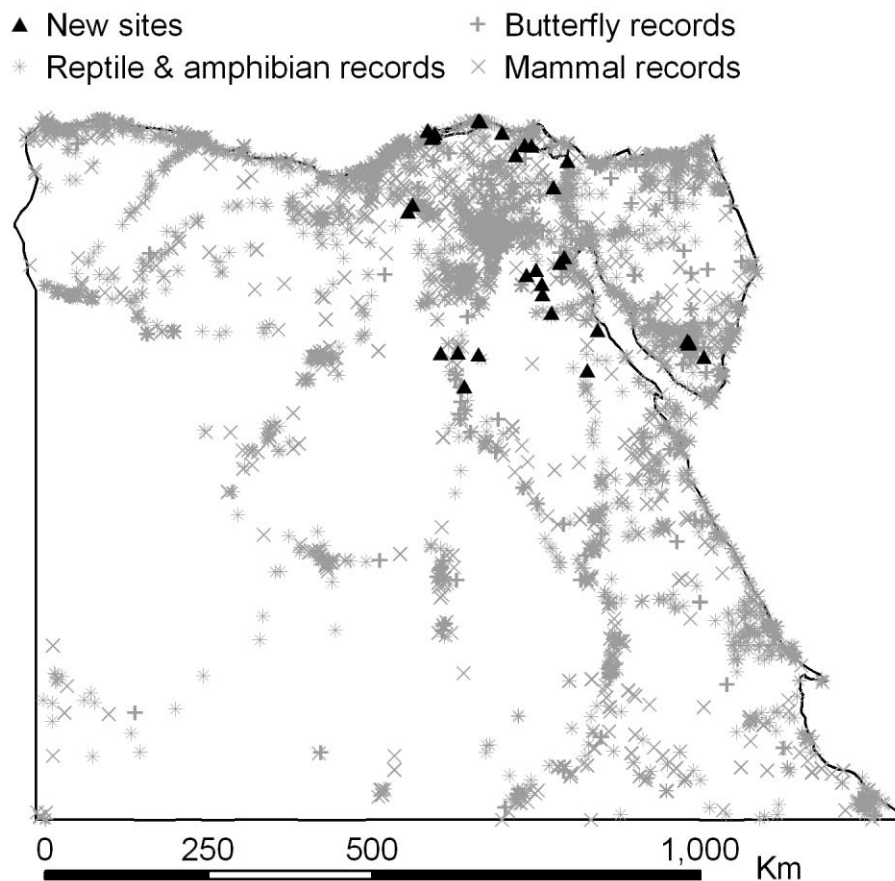 New sites
Butterfly records
Reptile & amphibian records
Mammal records
0 250 500 1,000 Km